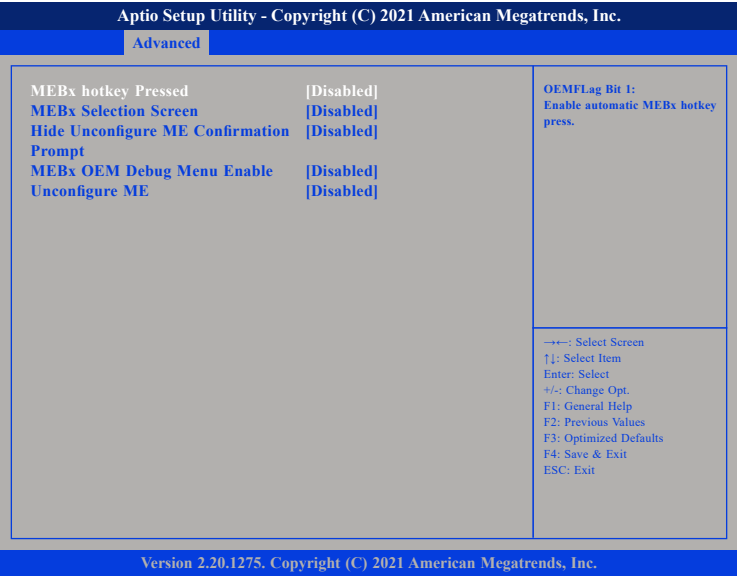 Aptio Setup Utility - Copyright (C) 2021 American Megatrends, Inc.
Advanced
MEBx hotkey Pressed [Disabled]
MEBx Selection Screen [Disabled]
Hide Unconfigure ME Confirmation [Disabled]
Prompt
MEBx OEM Debug Menu Enable [Disabled]
Unconfigure ME [Disabled]
OEMFLag Bit 1:
Enable automatic MEBx hotkey
press.
→←: Select Screen
↑↓: Select Item
Enter: Select
+/-: Change Opt.
F1: General Help
F2: Previous Values
F3: Optimized Defaults
F4: Save & Exit
ESC: Exit
Version 2.20.1275. Copyright (C) 2021 American Megatrends, Inc.